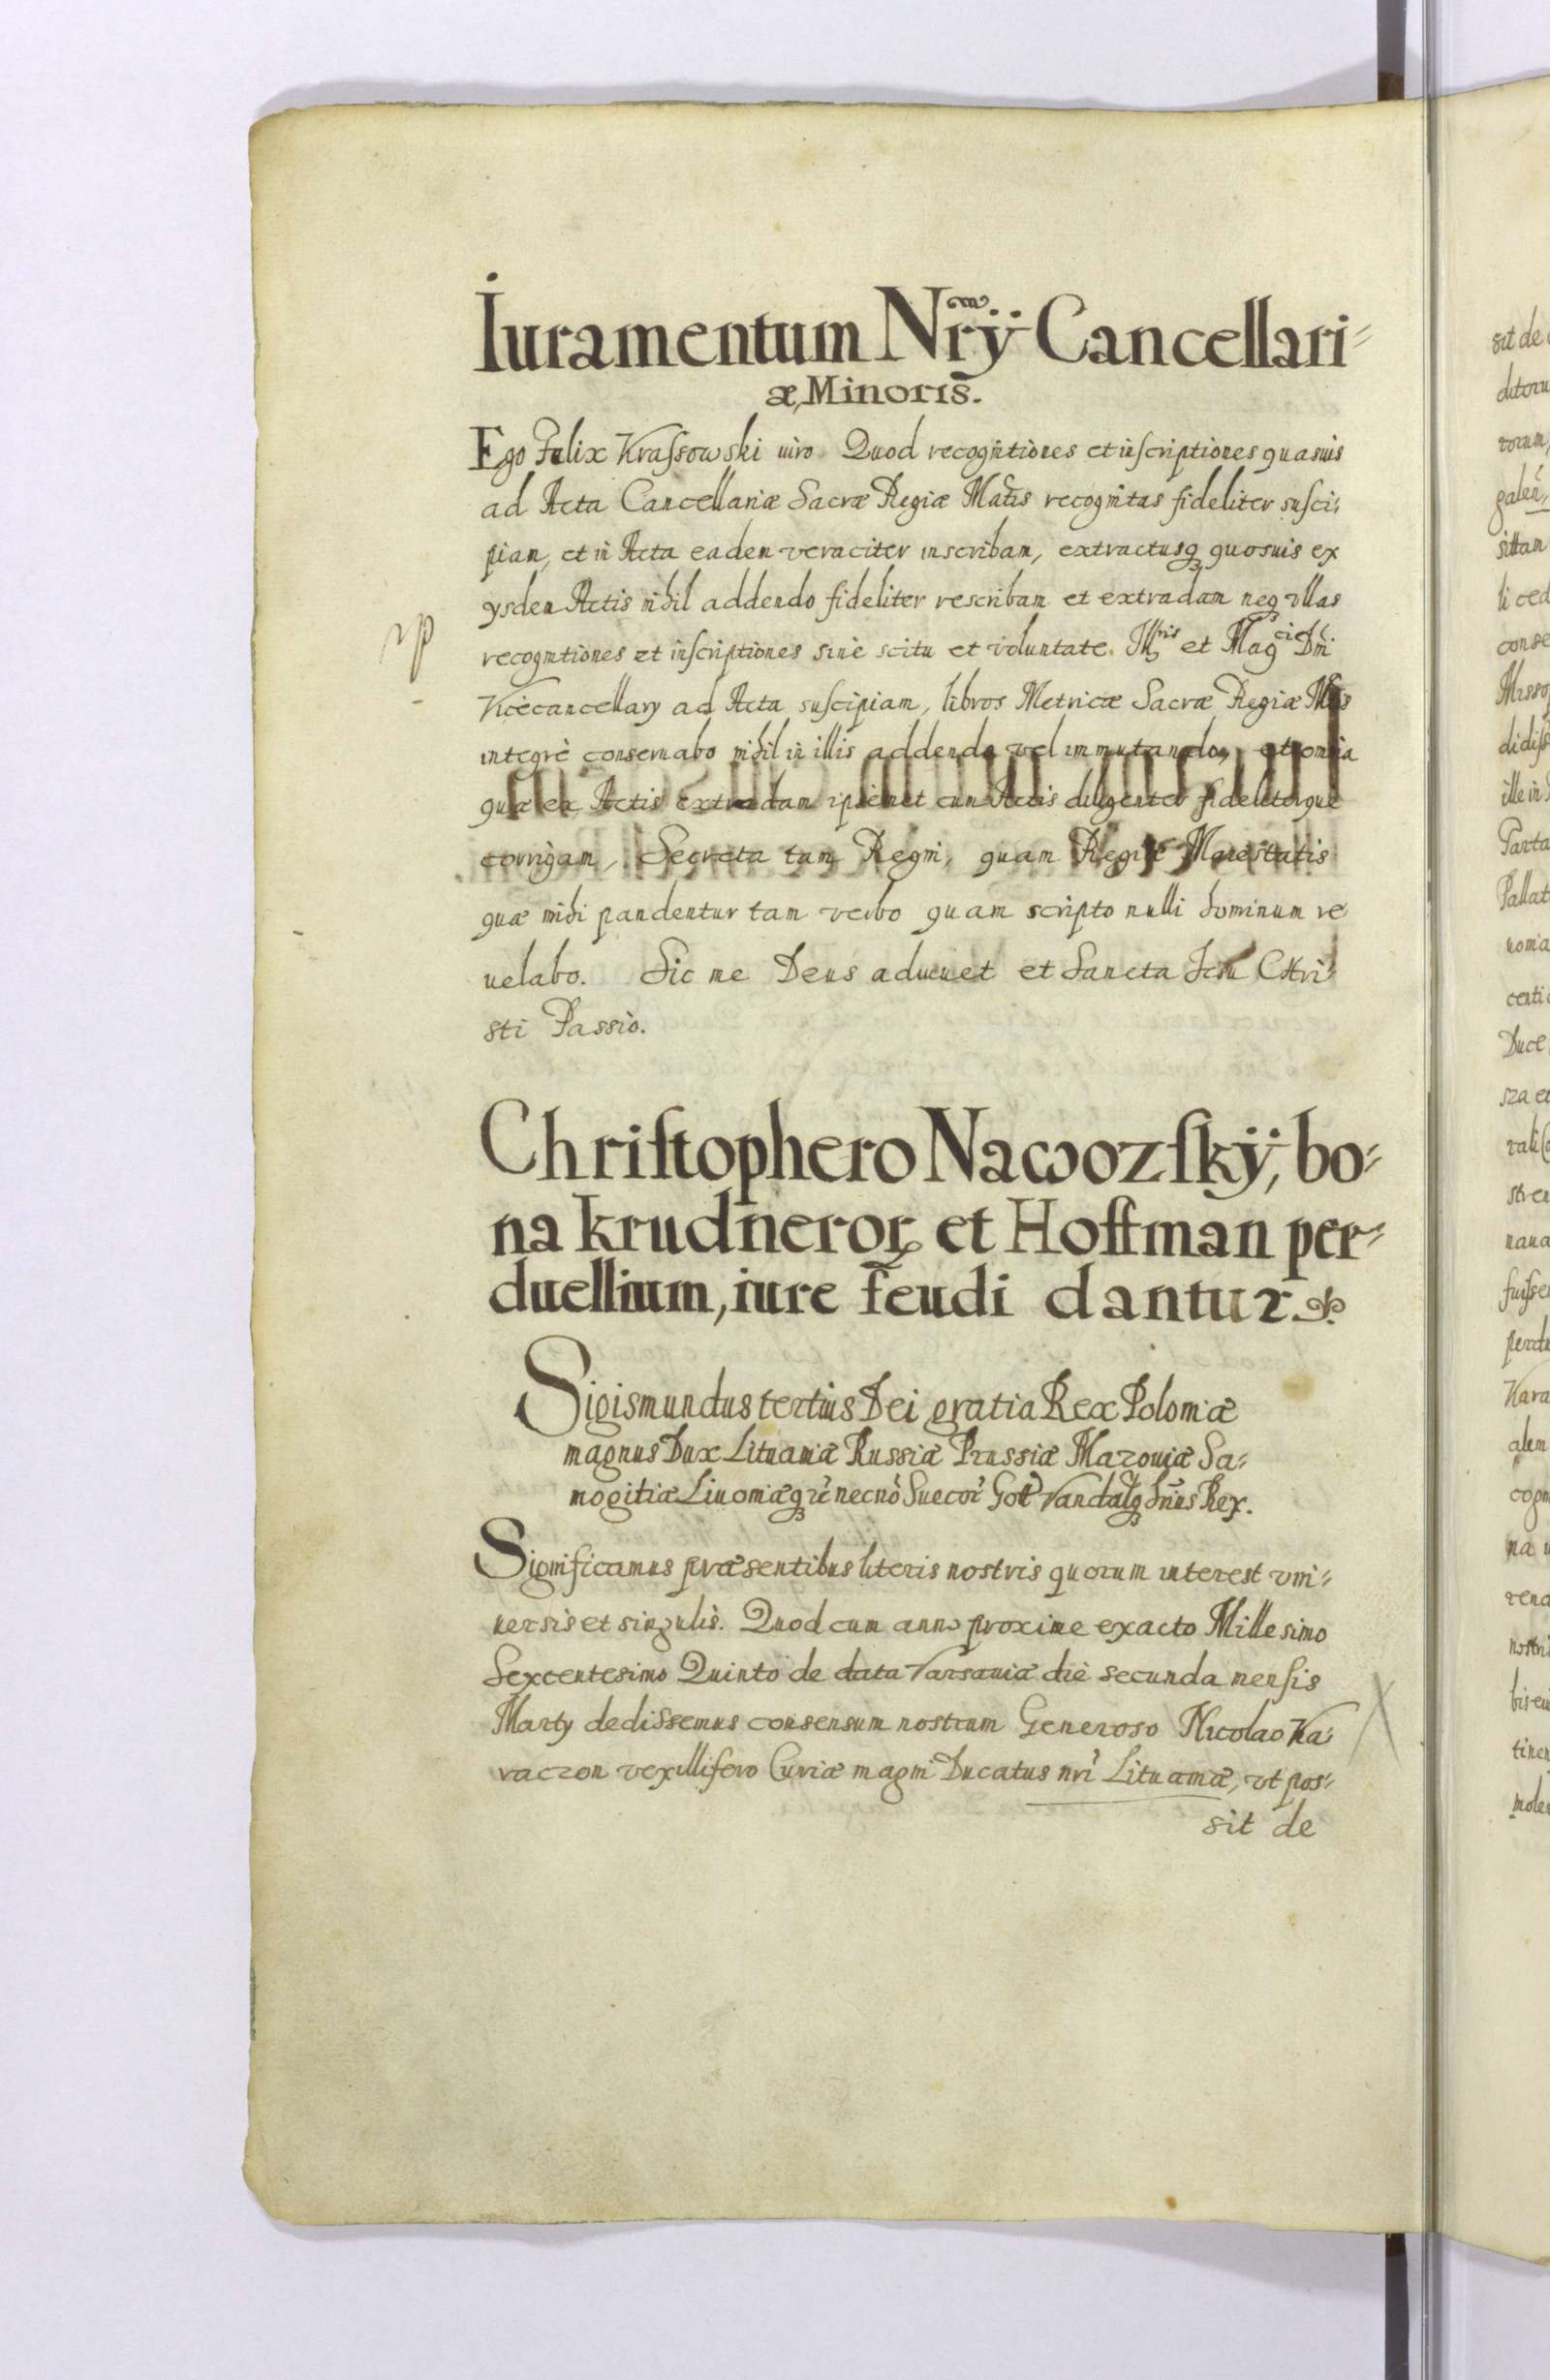 Iuramentum Nrÿ Cancellari-
æ Minoris.
Ego Felix Krassowski iuro Quod recognitiones et inscriptiones quasuis
ad Acta Cancellariæ Sacræ Regiæ Matis recognitas fideliter susci-
piam, et in Acta eadem veraciter inscribam, extractusq quosuis ex
ysdem Actis nihil addendo fideliter rescribam et extradam neq vllas
recognitiones et inscriptiones sine scitu et voluntate. Illris et Magci Dni
Vicecancellary ad Acta suscipiam, libros Metricæ Sacræ Regiæ Mtis
integrè conseruabo nihil in illis addendo vel immutando, et omnia
quæ ex Actis extradam ipsemet cum Actis diligenter fideleterque
corrigam, Secreta tam Regni, quam Regiæ Maiestatis
quæ mihi pandentur tam verbo quam scripto nulli hominum re
uelabo. Sic me Deus adiuuet et Sancta Jesu Chri-
sti Passio.
Christophero Nawozskÿ, bo-
na krudneror et Hoffman per-
duellium, iure feudi dantur
Sigismundus tertius Dei gratia Rex Poloniæ
magnus Dux Lituaniæ Russiæ Prussiæ Mazouiæ Sa-
mogitiæ Liuoniæq necnō Suecor Got Vandalq hrius Rex.
Significamus præsentibus literis nostris quorum interest vni-
uersis et singulis. Quod cum anno proxime exacto Millesimo
Sexcentesimo Quinto de data Varsauiæ die secunda mensis
Marty dedissemus consensum nostrum Generoso Nicolao Ka-
raczon vexillifero Curiæ magni Ducatus nri Lituaniæ, vt pos-
sit de